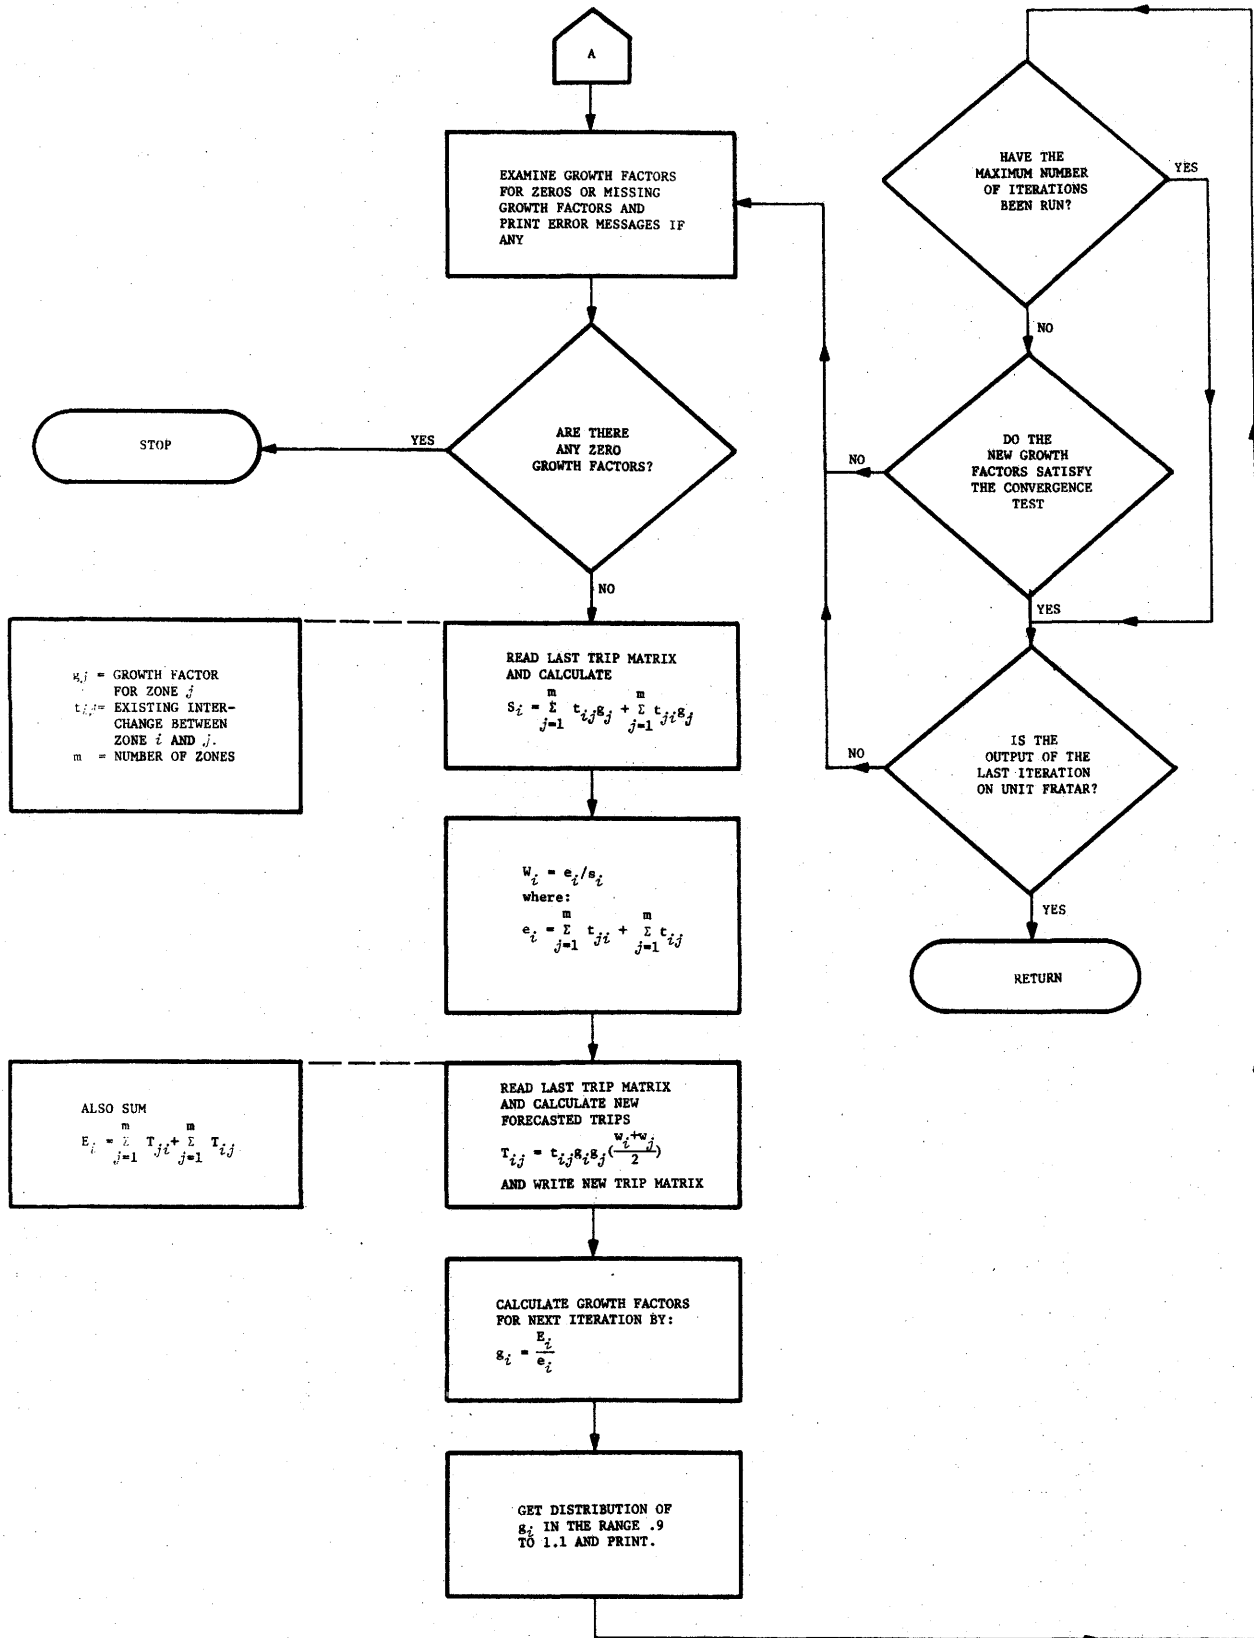 A
EXAMINE GROWTH FACTORS
FOR ZEROS OR MISSING
GROWTH FACTORS AND
PRINT ERROR MESSAGES IF
ANY
ARE THERE
ANY ZERO
GROWTH FACTORS?
YES
STOP
NO
READ LAST TRIP MATRIX
AND CALCULATE
m m
S_i = Σ t_ij g_j + Σ t_ji g_j
j=1 j=1
g_j = GROWTH FACTOR
FOR ZONE j
t_ij = EXISTING INTER-
CHANGE BETWEEN
ZONE i AND j.
m = NUMBER OF ZONES
W_i = e_i/s_i
where:
m m
e_i = Σ t_ji + Σ t_ij
j=1 j=1
READ LAST TRIP MATRIX
AND CALCULATE NEW
FORECASTED TRIPS
T_ij = t_ij g_i g_j (w_i+w_j / 2)
AND WRITE NEW TRIP MATRIX
ALSO SUM
m m
E_i = Σ T_ji + Σ T_ij
j=1 j=1
CALCULATE GROWTH FACTORS
FOR NEXT ITERATION BY:
g_i = E_i / e_i
GET DISTRIBUTION OF
g_i IN THE RANGE .9
TO 1.1 AND PRINT.
HAVE THE
MAXIMUM NUMBER
OF ITERATIONS
BEEN RUN?
YES
NO
DO THE
NEW GROWTH
FACTORS SATISFY
THE CONVERGENCE
TEST
NO
YES
IS THE
OUTPUT OF THE
LAST ITERATION
ON UNIT FRATAR?
NO
YES
RETURN